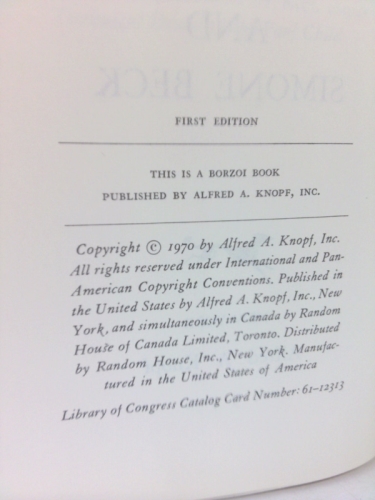 AND
SIMONE BECK
FIRST EDITION
THIS IS A BORZOI BOOK
PUBLISHED BY ALFRED A. KNOPF, INC.
Copyright © 1970 by Alfred A. Knopf, Inc.
All rights reserved under International and Pan-
American Copyright Conventions. Published in
the United States by Alfred A. Knopf, Inc., New
York, and simultaneously in Canada by Random
House of Canada Limited, Toronto. Distributed
by Random House, Inc., New York. Manufac-
tured in the United States of America
Library of Congress Catalog Card Number: 61-12313